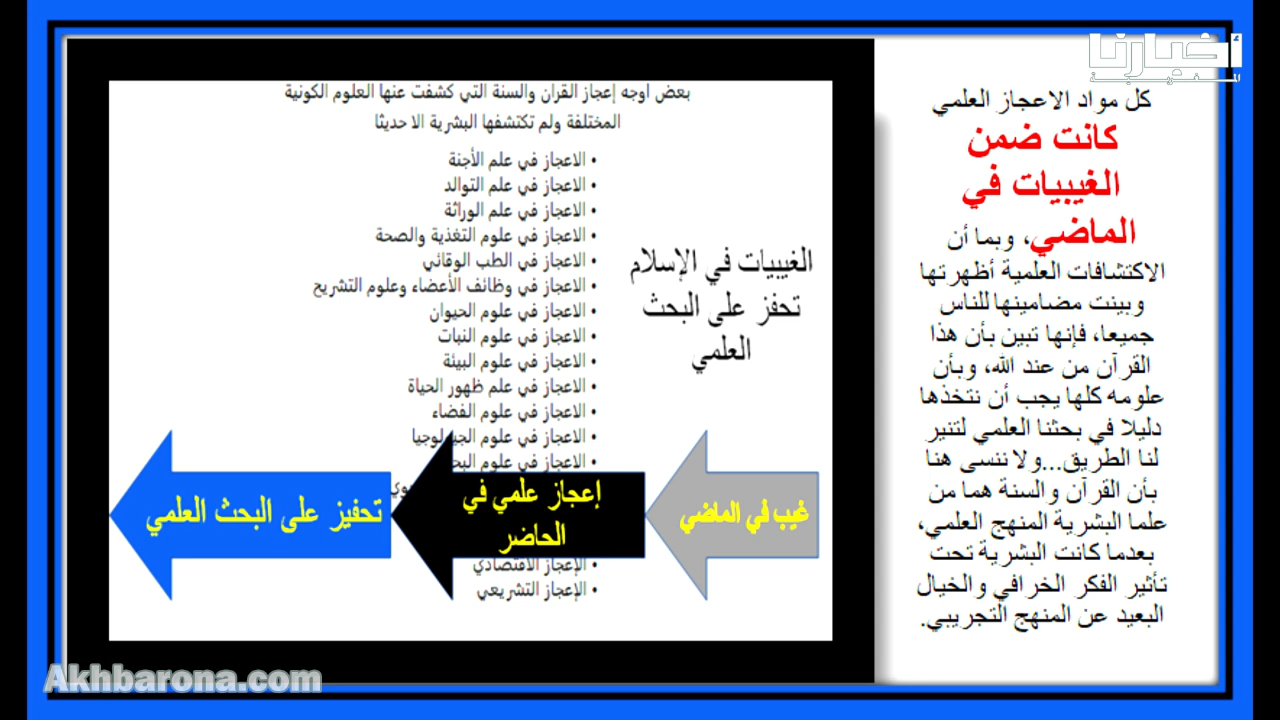 أخبارنا
كل مواد الاعجاز العلمي
كانت ضمن
الغيبيات في
الماضي، وبما أن
الاكتشافات العلمية أظهرتها
وبينت مضامينها للناس
جميعا، فإنها تبين بأن هذا
القرآن من عند الله، وبأن
علومه كلها يجب أن نتخذها
دليلا في بحثنا العلمي لتنير
لنا الطريق...ولا ننسى هنا
بأن القرآن والسنة هما من
علما البشرية المنهج العلمي،
بعدما كانت البشرية تحت
تأثير الفكر الخرافي والخيال
البعيد عن المنهج التجريبي.
بعض اوجه إعجاز القران والسنة التي كشفت عنها العلوم الكونية
المختلفة ولم تكتشفها البشرية الا حديثا
• الاعجاز في علم الأجنة
• الاعجاز في علم التوالد
• الاعجاز في علم الوراثة
• الاعجاز في علوم التغذية والصحة
• الاعجاز في الطب الوقائي
• الاعجاز في وظائف الأعضاء وعلوم التشريح
• الاعجاز في علوم الحيوان
• الاعجاز في علوم النبات
• الاعجاز في علوم البيئة
• الاعجاز في علم ظهور الحياة
• الاعجاز في علوم الفضاء
• الاعجاز في علوم الجيولوجيا
• الاعجاز في علوم
• الإعجاز الاقتصادي
• الإعجاز التشريعي
الغيبيات في الإسلام
تحفز على البحث
العلمي
غيب في الماضي
إعجاز علمي في
الحاضر
تحفيز على البحث العلمي
Akhbarona.com